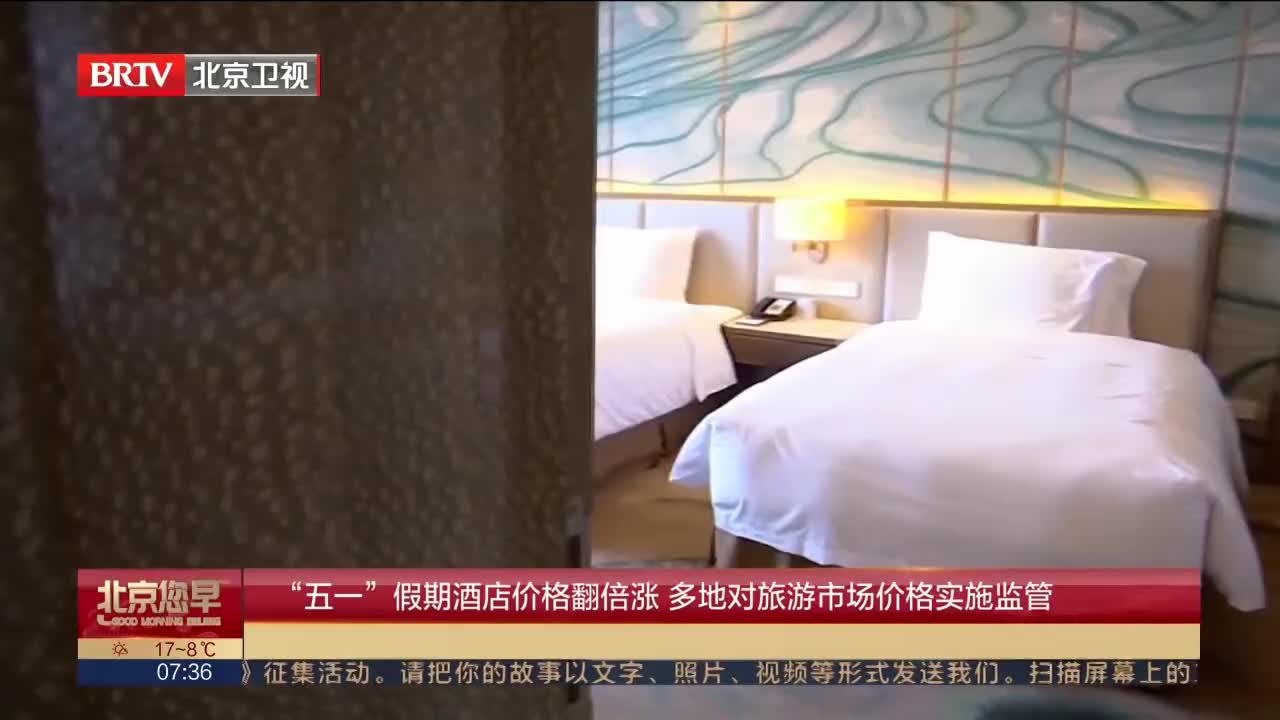 BRTV 北京卫视
北京您早
GOOD MORNING BEIJING
“五一”假期酒店价格翻倍涨 多地对旅游市场价格实施监管
17~8℃
07:36
》征集活动。请把你的故事以文字、照片、视频等形式发送我们。扫描屏幕上的